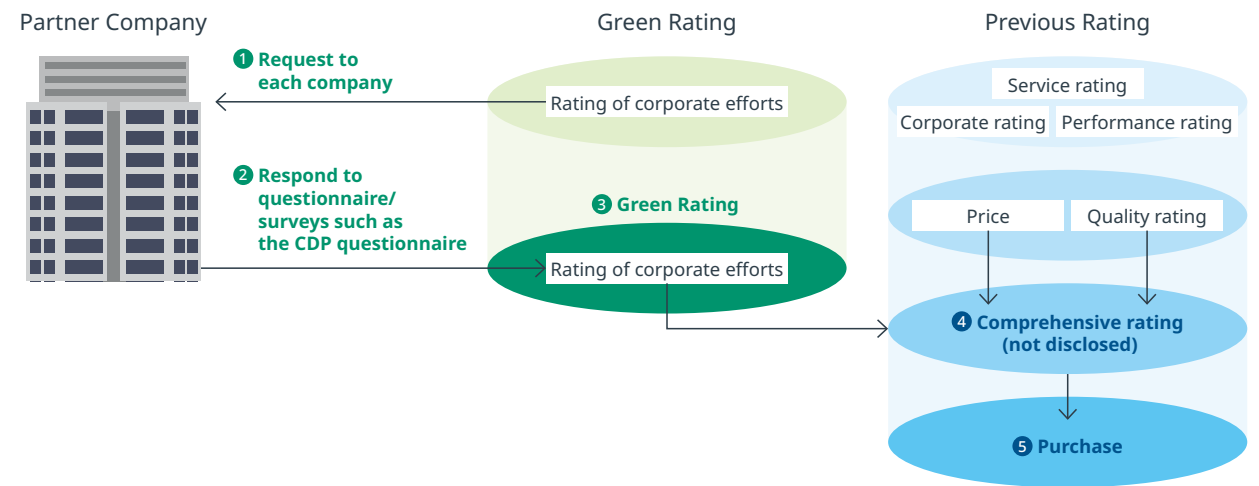 Partner Company
Green Rating
Previous Rating
1 Request to
each company
Rating of corporate efforts
Service rating
Corporate rating
Performance rating
2 Respond to
questionnaire/
surveys such as
the CDP questionnaire
3 Green Rating
Rating of corporate efforts
Price
Quality rating
4 Comprehensive rating
(not disclosed)
5 Purchase